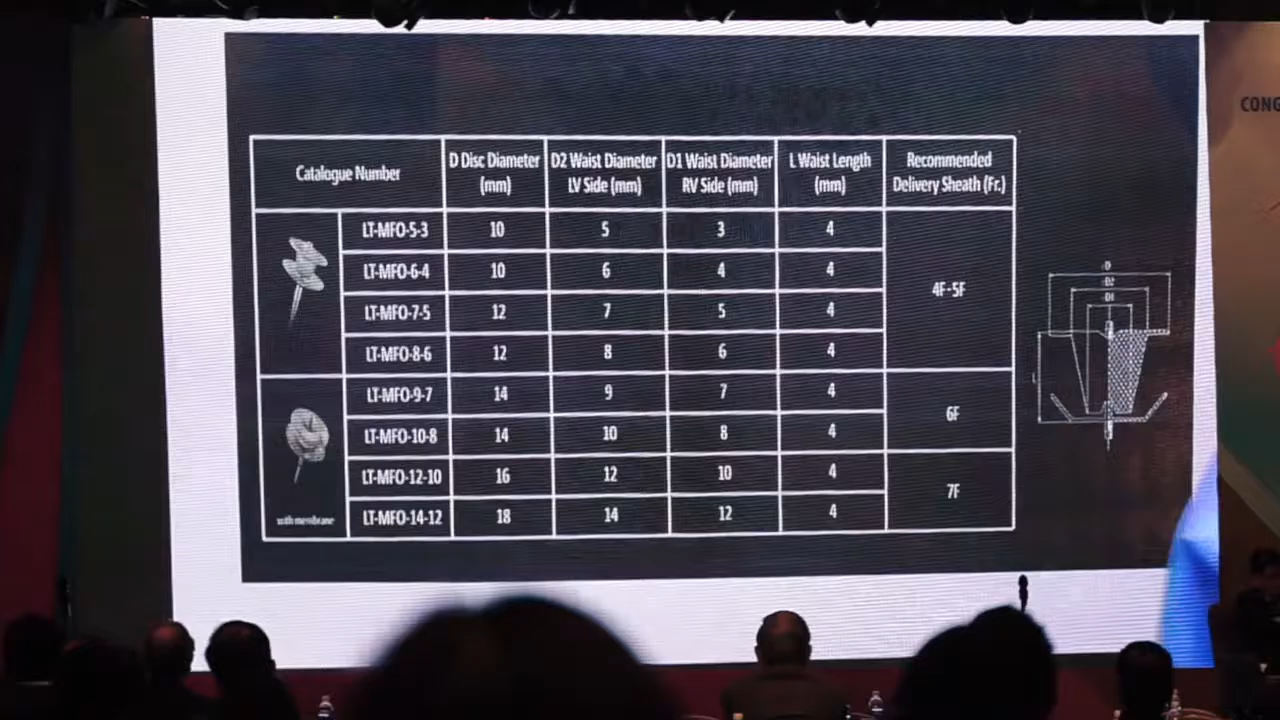 CONG
Catalogue Number
D Disc Diameter
(mm)
D2 Waist Diameter
LV Side (mm)
D1 Waist Diameter
RV Side (mm)
L Waist Length
(mm)
Recommended
Delivery Sheath (Fr.)
LT-MFO-5-3 10 5 3 4
LT-MFO-6-4 10 6 4 4
LT-MFO-7-5 12 7 5 4
LT-MFO-8-6 12 8 6 4
4F-5F
LT-MFO-9-7 14 9 7 4
LT-MFO-10-8 14 10 8 4
6F
LT-MFO-12-10 16 12 10 4
LT-MFO-14-12 18 14 12 4
7F
with membrane
D
D2
D1